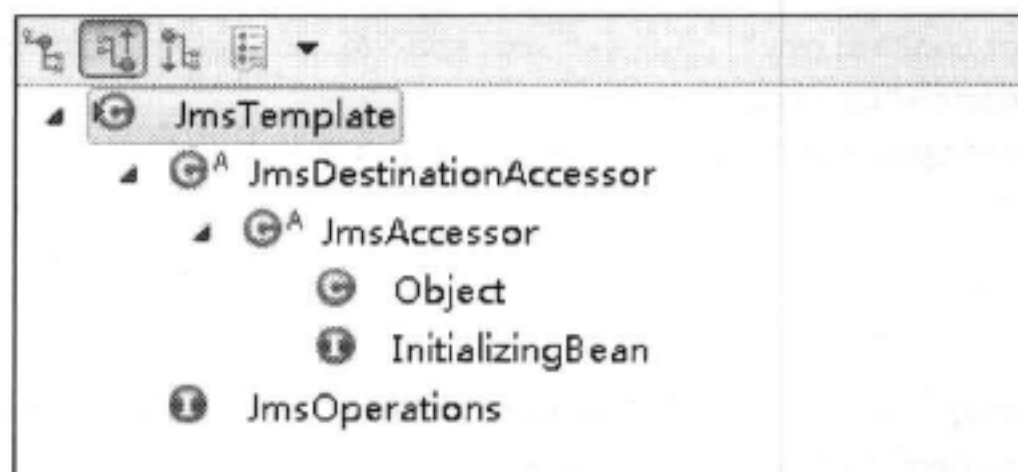 JmsTemplate
A JmsDestinationAccessor
A JmsAccessor
Object
InitializingBean
JmsOperations